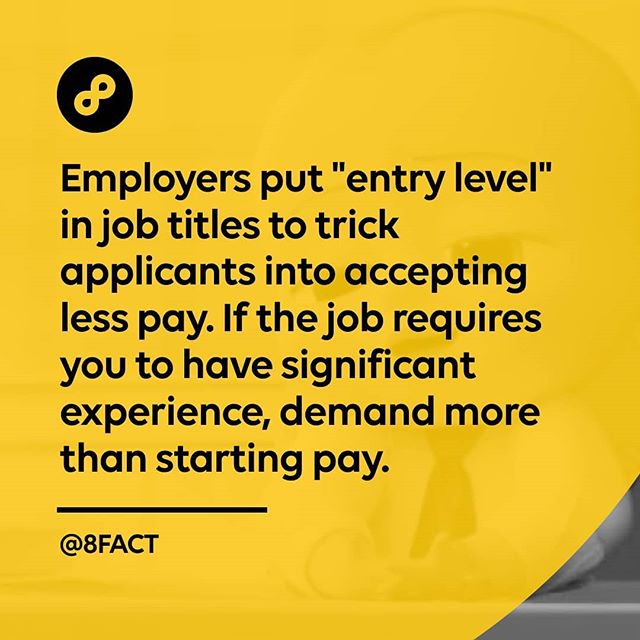 Employers put "entry level"
in job titles to trick
applicants into accepting
less pay. If the job requires
you to have significant
experience, demand more
than starting pay.
@8FACT